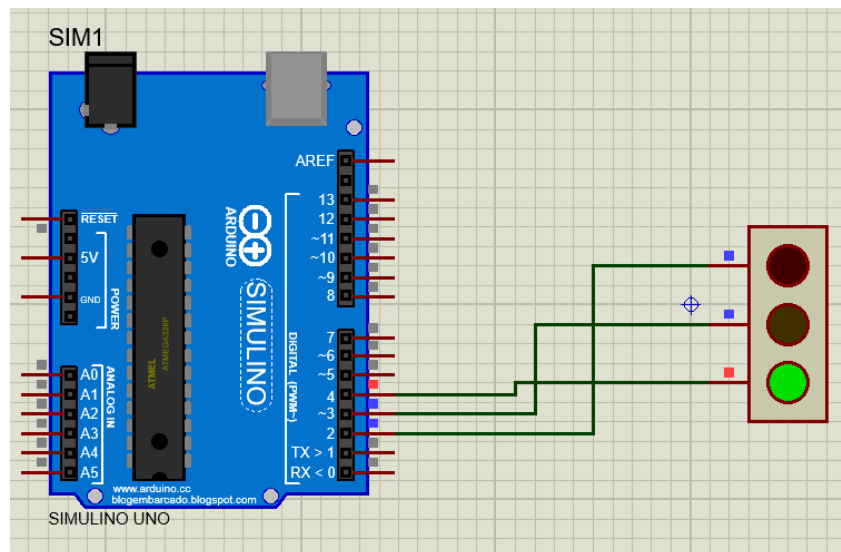 SIM1
AREF
13
12
~11
~10
~9
8
7
~6
~5
4
~3
2
TX > 1
RX < 0
DIGITAL (PWM~)
ARDUINO
SIMULINO
RESET
5V
GND
POWER
A0
A1
A2
A3
A4
A5
ANALOG IN
ATMEL
ATMEGA328P
www.arduino.cc
blogembarcado.blogspot.com
SIMULINO UNO